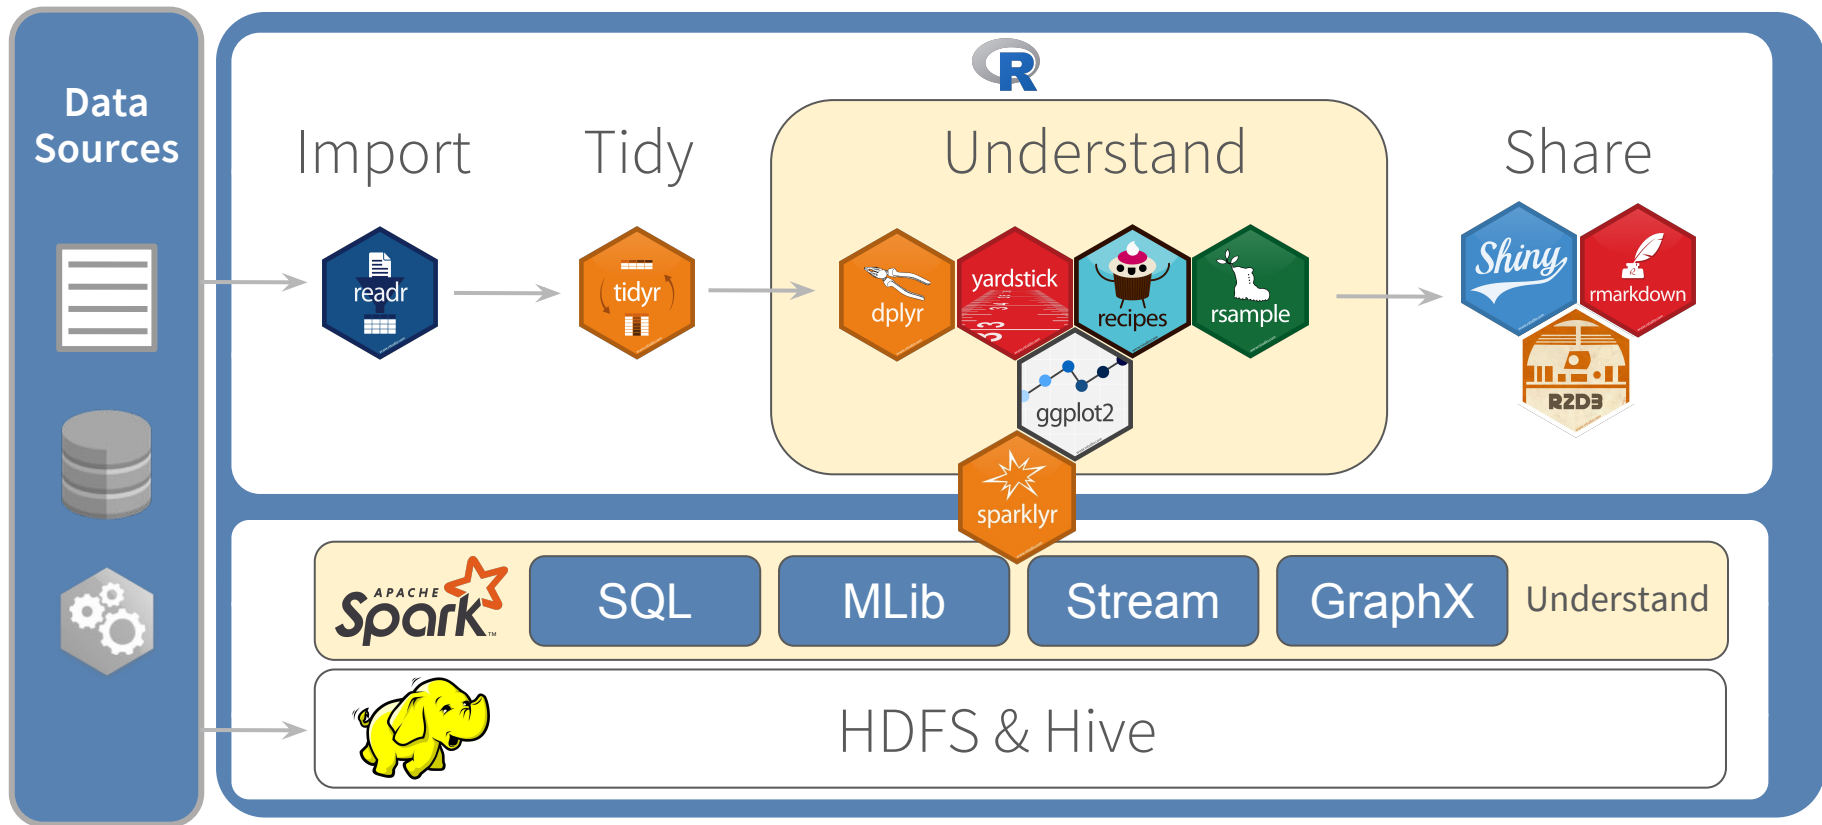 Data
Sources
R
Import
Tidy
Understand
Share
readr
tidyr
dplyr
yardstick
recipes
rsample
ggplot2
sparklyr
Shiny
rmarkdown
R2D3
APACHE
Spark™
SQL
MLib
Stream
GraphX
Understand
HDFS & Hive